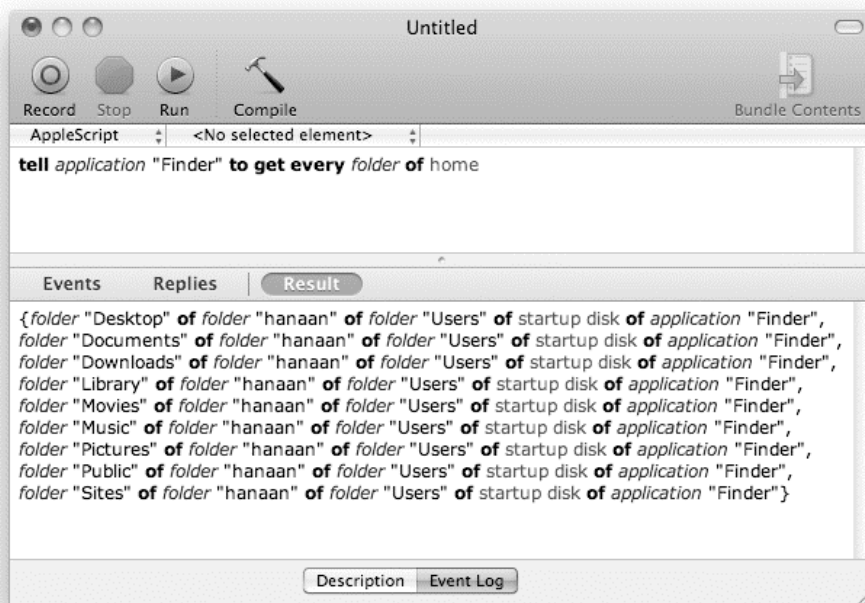 Untitled
Record Stop Run Compile Bundle Contents
AppleScript <No selected element>
tell application "Finder" to get every folder of home
Events Replies Result
{folder "Desktop" of folder "hanaan" of folder "Users" of startup disk of application "Finder",
folder "Documents" of folder "hanaan" of folder "Users" of startup disk of application "Finder",
folder "Downloads" of folder "hanaan" of folder "Users" of startup disk of application "Finder",
folder "Library" of folder "hanaan" of folder "Users" of startup disk of application "Finder",
folder "Movies" of folder "hanaan" of folder "Users" of startup disk of application "Finder",
folder "Music" of folder "hanaan" of folder "Users" of startup disk of application "Finder",
folder "Pictures" of folder "hanaan" of folder "Users" of startup disk of application "Finder",
folder "Public" of folder "hanaan" of folder "Users" of startup disk of application "Finder",
folder "Sites" of folder "hanaan" of folder "Users" of startup disk of application "Finder"}
Description Event Log